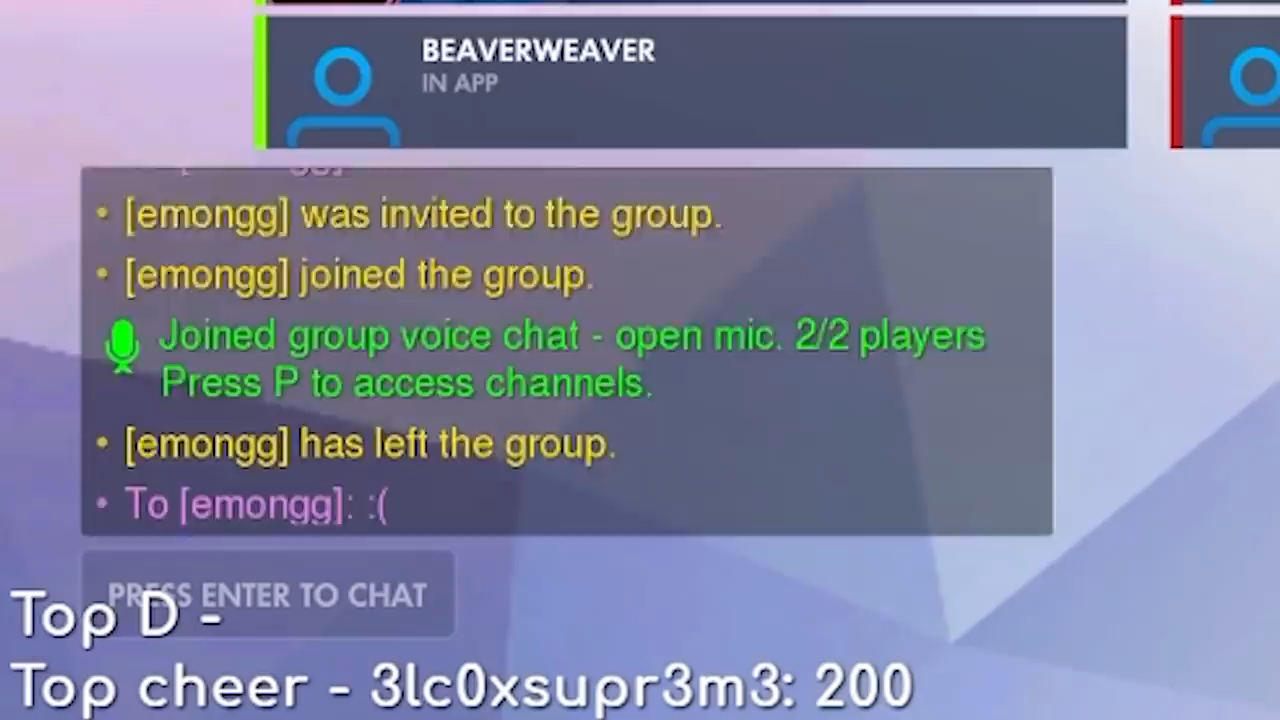 BEAVERWEAVER
IN APP
• [emongg] was invited to the group.
• [emongg] joined the group.
Joined group voice chat - open mic. 2/2 players
Press P to access channels.
• [emongg] has left the group.
• To [emongg]: :(
PRESS ENTER TO CHAT
Top D -
Top cheer - 3lc0xsupr3m3: 200